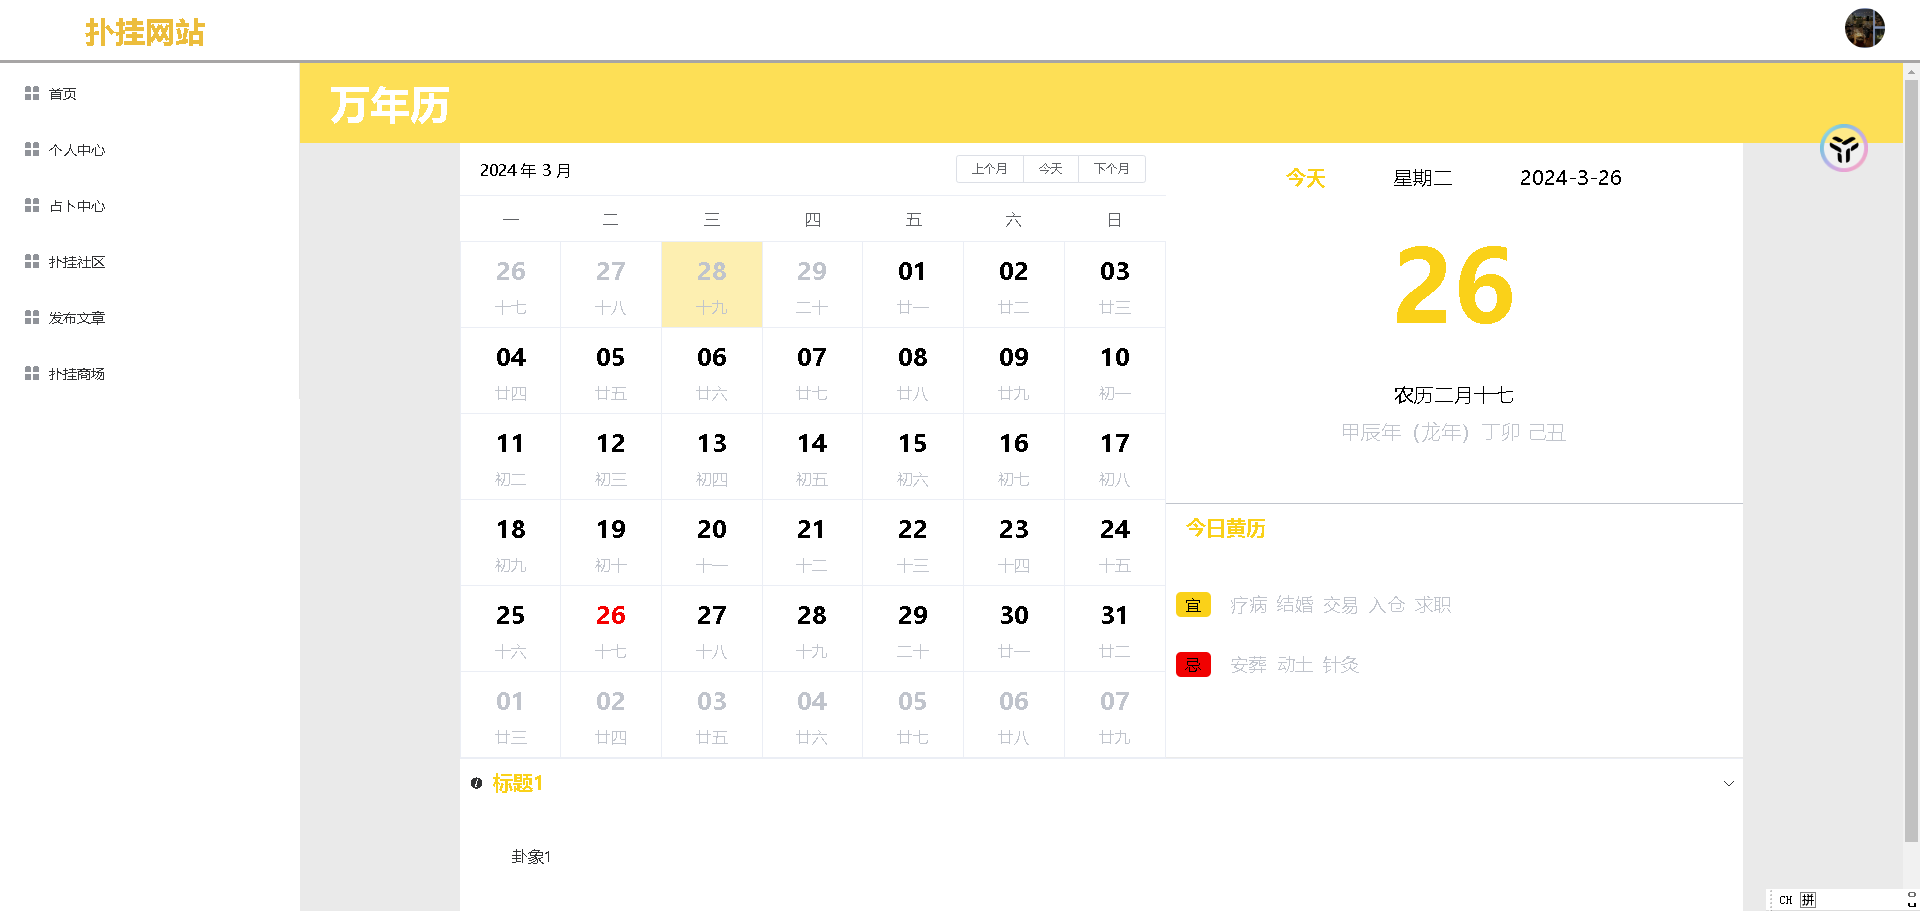 扑挂网站
首页
个人中心
占卜中心
扑挂社区
发布文章
扑挂商场
万年历
2024 年 3 月
上个月 今天 下个月
一 二 三 四 五 六 日
26 27 28 29 01 02 03
十七 十八 十九 二十 廿一 廿二 廿三
04 05 06 07 08 09 10
廿四 廿五 廿六 廿七 廿八 廿九 初一
11 12 13 14 15 16 17
初二 初三 初四 初五 初六 初七 初八
18 19 20 21 22 23 24
初九 初十 十一 十二 十三 十四 十五
25 26 27 28 29 30 31
十六 十七 十八 十九 二十 廿一 廿二
01 02 03 04 05 06 07
廿三 廿四 廿五 廿六 廿七 廿八 廿九
今天 星期二 2024-3-26
26
农历二月十七
甲辰年（龙年）丁卯 己丑
今日黄历
宜 疗病 结婚 交易 入仓 求职
忌 安葬 动土 针灸
标题1
卦象1
CH 拼